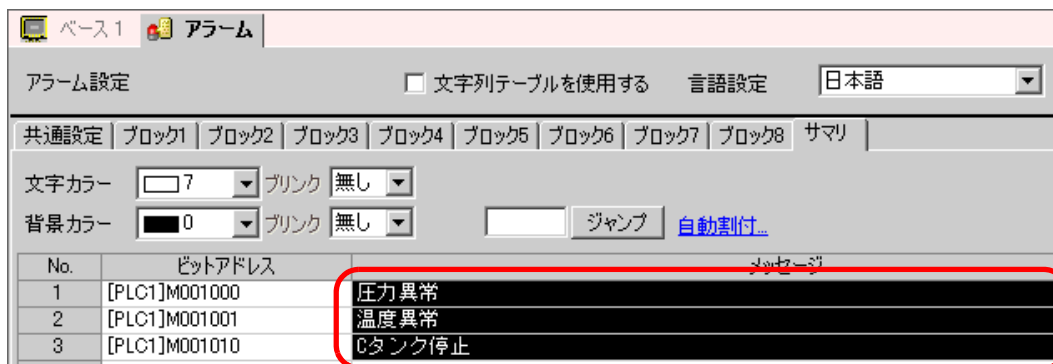 ベース1 アラーム
アラーム設定 文字列テーブルを使用する 言語設定 日本語
共通設定 ブロック1 ブロック2 ブロック3 ブロック4 ブロック5 ブロック6 ブロック7 ブロック8 サマリ
文字カラー 7 ブリンク 無し
背景カラー 0 ブリンク 無し ジャンプ 自動割付...
No. ビットアドレス メッセージ
1 [PLC1]M001000 圧力異常
2 [PLC1]M001001 温度異常
3 [PLC1]M001010 Cタンク停止